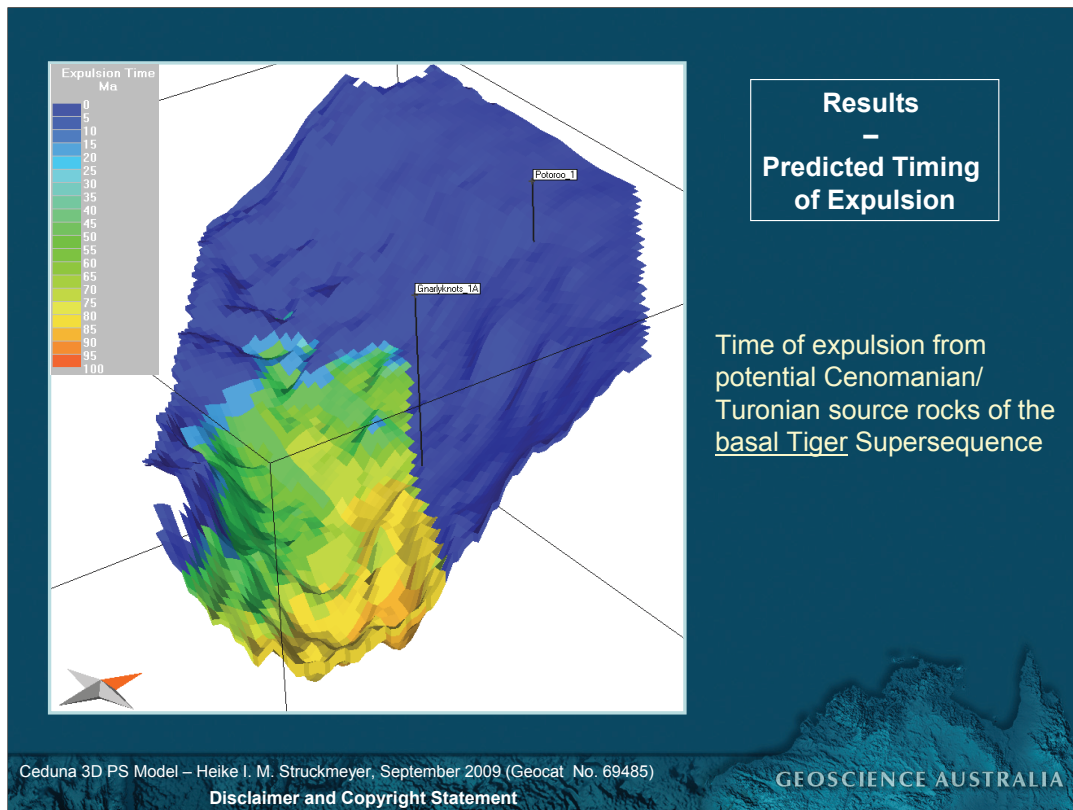 Expulsion Time
Ma
0
5
10
15
20
25
30
35
40
45
50
55
60
65
70
75
80
85
90
95
100
Potoroo_1
Gnarlyknots_1A
Results
–
Predicted Timing
of Expulsion
Time of expulsion from
potential Cenomanian/
Turonian source rocks of the
basal Tiger Supersequence
Ceduna 3D PS Model – Heike I. M. Struckmeyer, September 2009 (Geocat No. 69485)
Disclaimer and Copyright Statement
GEOSCIENCE AUSTRALIA